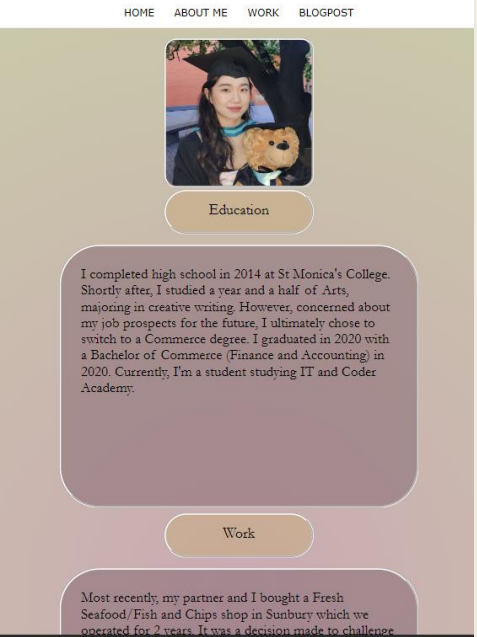 HOME ABOUT ME WORK BLOGPOST
Education
I completed high school in 2014 at St Monica's College.
Shortly after, I studied a year and a half of Arts,
majoring in creative writing. However, concerned about
my job prospects for the future, I ultimately chose to
switch to a Commerce degree. I graduated in 2020 with
a Bachelor of Commerce (Finance and Accounting) in
2020. Currently, I'm a student studying IT and Coder
Academy.
Work
Most recently, my partner and I bought a Fresh
Seafood/Fish and Chips shop in Sunbury which we
operated for 2 years. It was a decision made to challenge